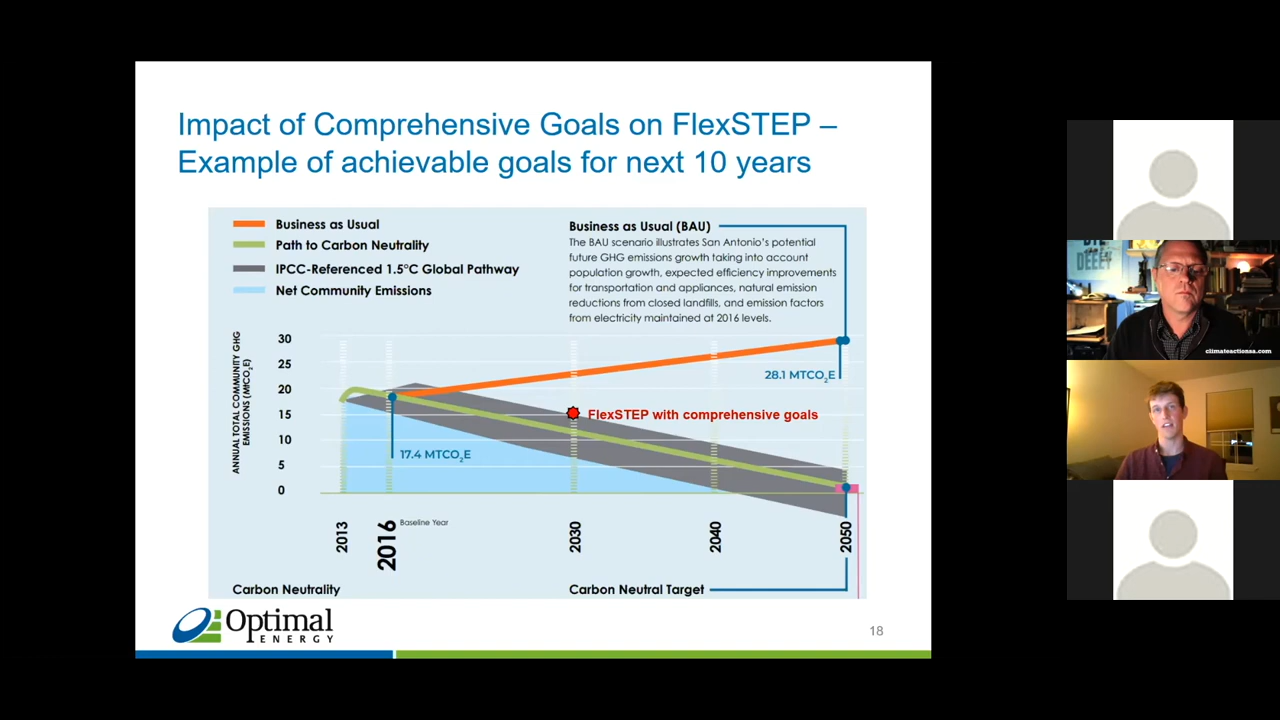 Impact of Comprehensive Goals on FlexSTEP –
Example of achievable goals for next 10 years
Business as Usual
Path to Carbon Neutrality
IPCC-Referenced 1.5°C Global Pathway
Net Community Emissions
Business as Usual (BAU)
The BAU scenario illustrates San Antonio's potential
future GHG emissions growth taking into account
population growth, expected efficiency improvements
for transportation and appliances, natural emission
reductions from closed landfills, and emission factors
from electricity maintained at 2016 levels.
ANNUAL TOTAL COMMUNITY GHG
EMISSIONS (MtCO2E)
30
25
20
15
10
5
0
28.1 MTCO2E
FlexSTEP with comprehensive goals
17.4 MTCO2E
2013
2016
Baseline Year
2030
2040
2050
Carbon Neutrality
Carbon Neutral Target
Optimal
ENERGY
18
climateactionsa.com